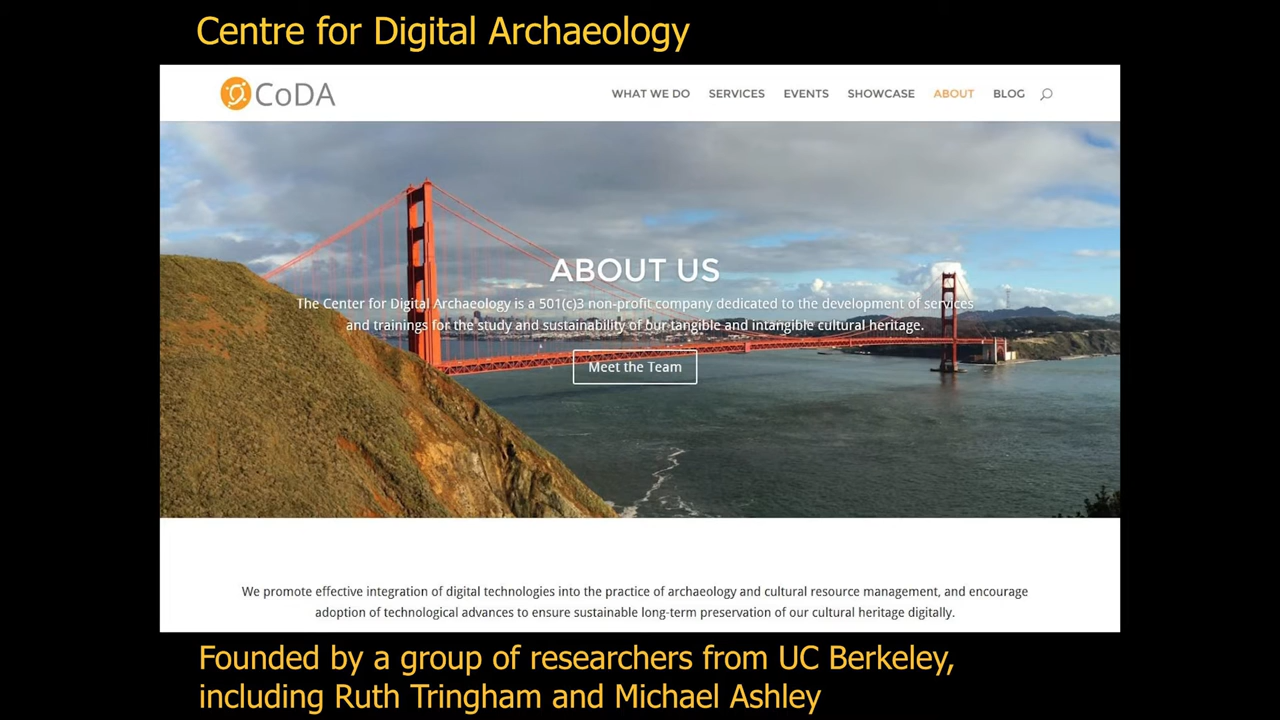 Centre for Digital Archaeology
CoDA
WHAT WE DO SERVICES EVENTS SHOWCASE ABOUT BLOG
ABOUT US
The Center for Digital Archaeology is a 501(c)3 non-profit company dedicated to the development of services
and trainings for the study and sustainability of our tangible and intangible cultural heritage.
Meet the Team
We promote effective integration of digital technologies into the practice of archaeology and cultural resource management, and encourage
adoption of technological advances to ensure sustainable long-term preservation of our cultural heritage digitally.
Founded by a group of researchers from UC Berkeley,
including Ruth Tringham and Michael Ashley